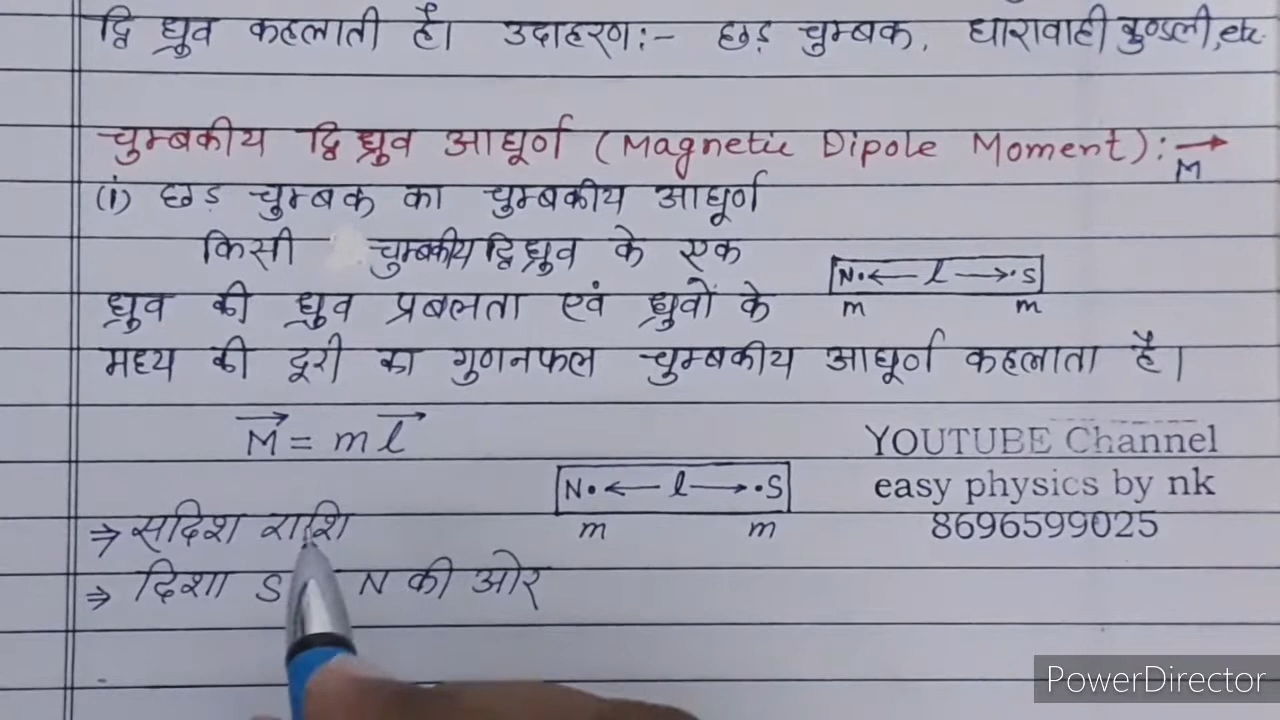 द्वि ध्रुव कहलाती है। उदाहरण:- छड़ चुम्बक, धारावाही कुण्डली, etc.
चुम्बकीय द्वि ध्रुव आघूर्ण (Magnetic Dipole Moment): M
(i) छड़ चुम्बक का चुम्बकीय आघूर्ण
किसी चुम्बकीय द्वि ध्रुव के एक
N l S
ध्रुव की ध्रुव प्रबलता एवं ध्रुवों के
m m
मध्य की दूरी का गुणनफल चुम्बकीय आघूर्ण कहलाता है।
M = m l
YOUTUBE Channel
easy physics by nk
8696599025
N l S
m m
⇒ सदिश राशि
⇒ दिशा S N की ओर
PowerDirector